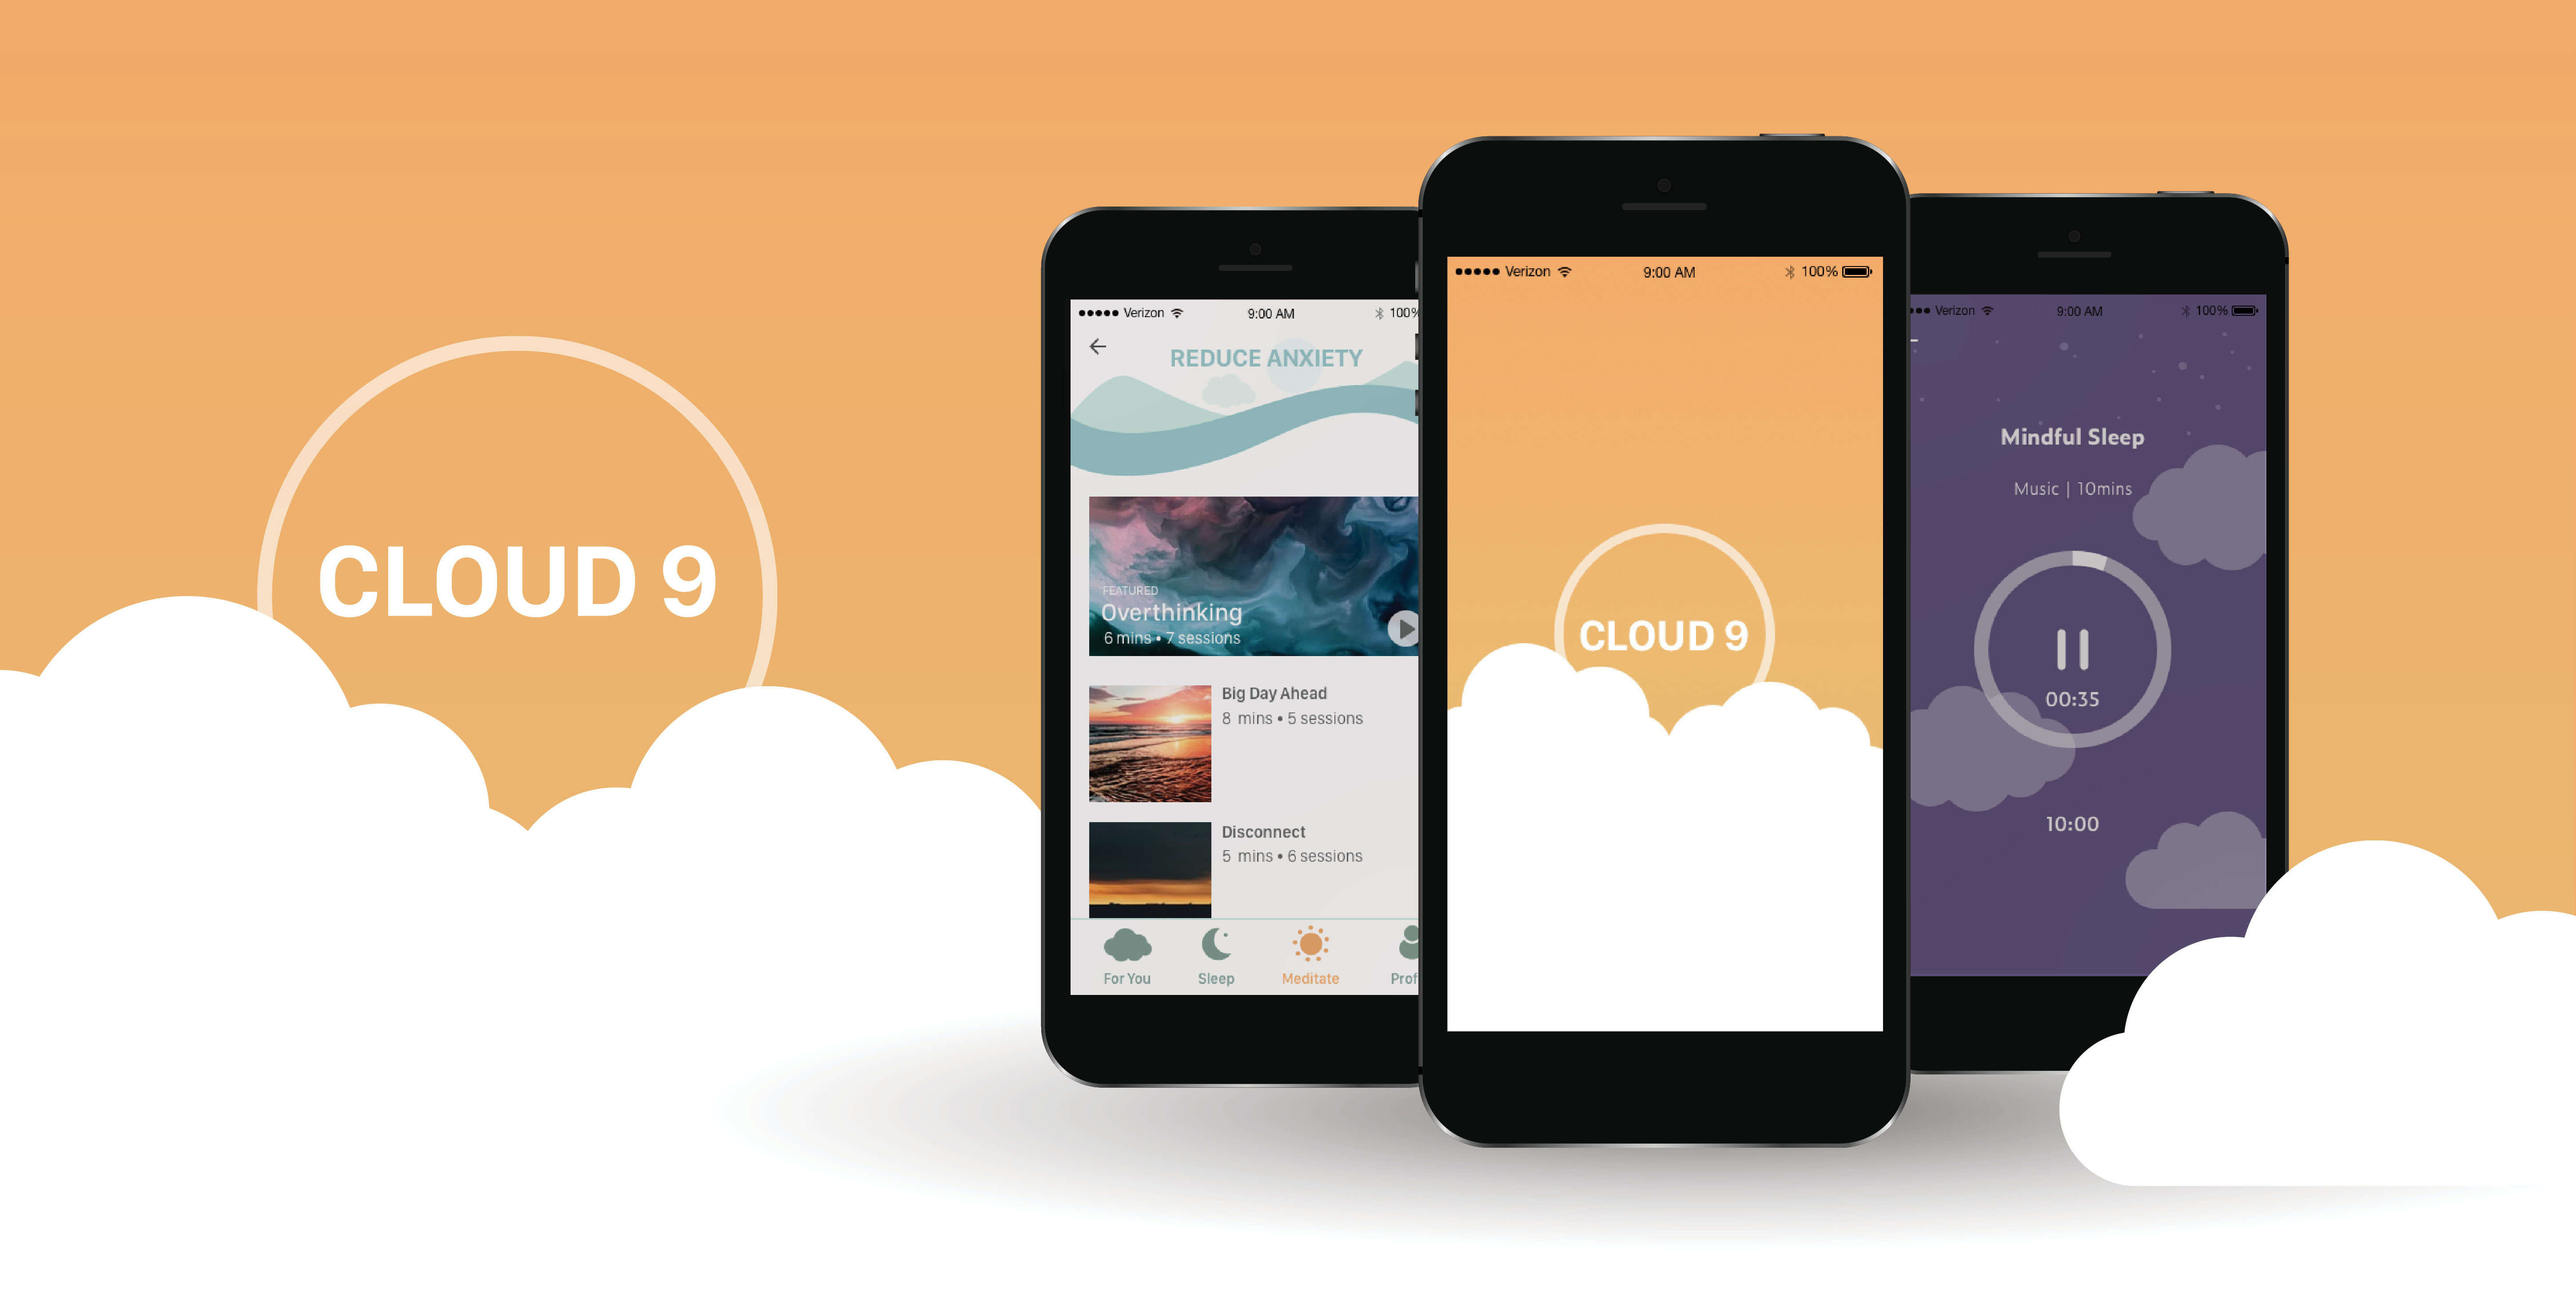 CLOUD 9
Verizon 9:00 AM 100%
REDUCE ANXIETY
FEATURED
Overthinking
6 mins • 7 sessions
Big Day Ahead
8 mins • 5 sessions
Disconnect
5 mins • 6 sessions
For You Sleep Meditate Prof
Verizon 9:00 AM 100%
CLOUD 9
Verizon 9:00 AM 100%
Mindful Sleep
Music | 10mins
00:35
10:00